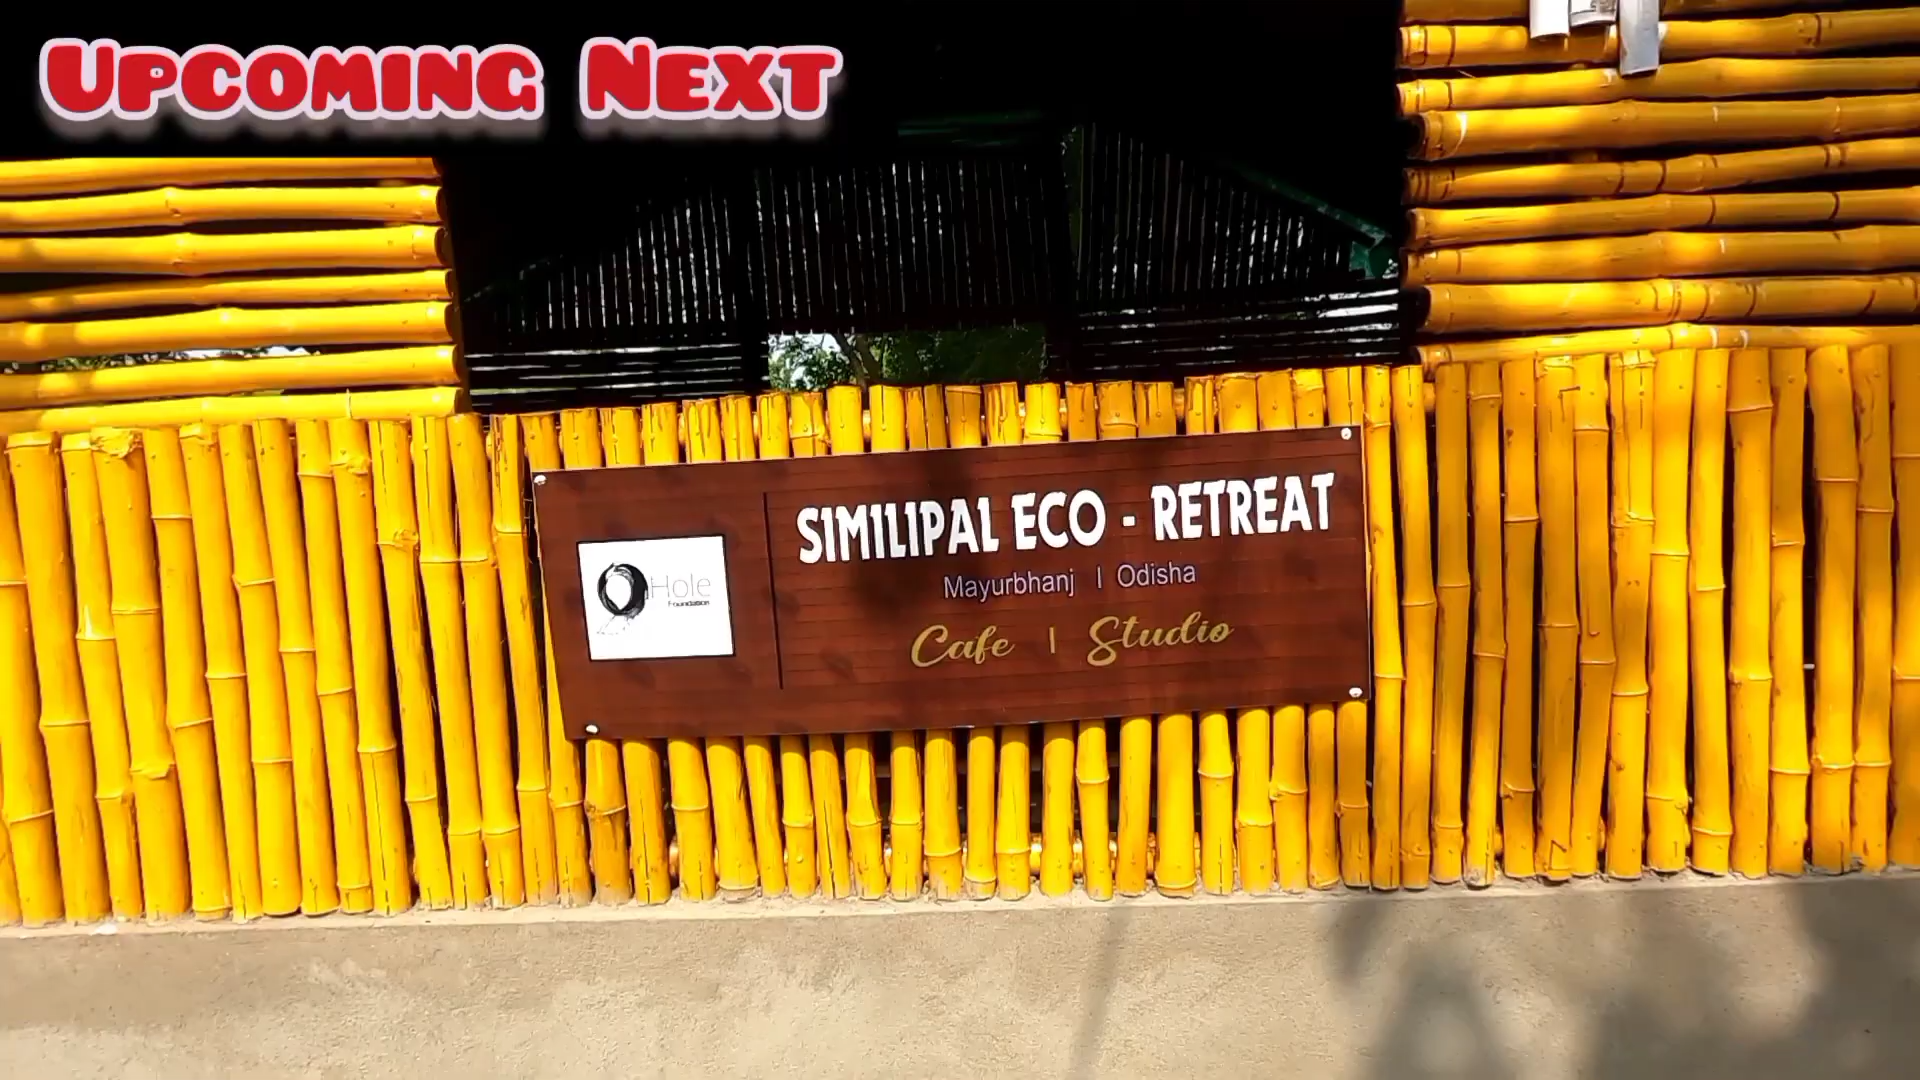 Upcoming Next
SIMILIPAL ECO - RETREAT
Mayurbhanj | Odisha
Cafe | Studio
Hole
Foundation